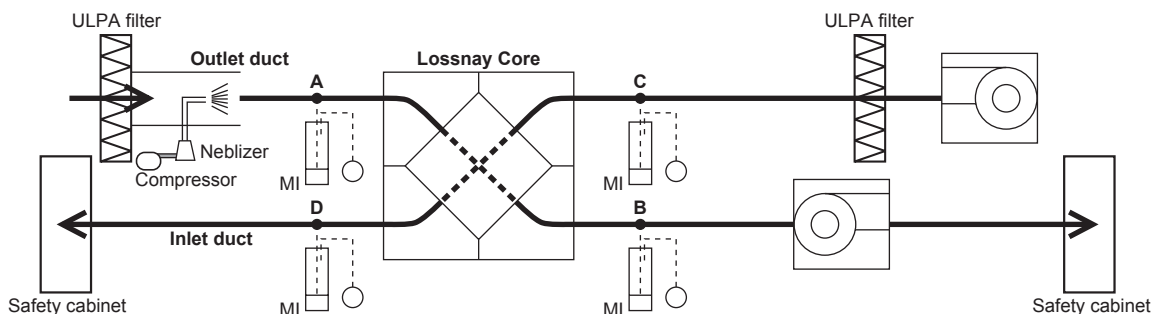 ULPA filter
Outlet duct
A
Lossnay Core
C
ULPA filter
Neblizer
Compressor
MI
MI
D
Inlet duct
B
MI
MI
Safety cabinet
Safety cabinet